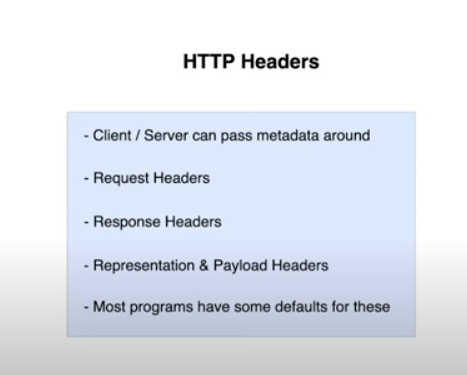 HTTP Headers
- Client / Server can pass metadata around
- Request Headers
- Response Headers
- Representation & Payload Headers
- Most programs have some defaults for these